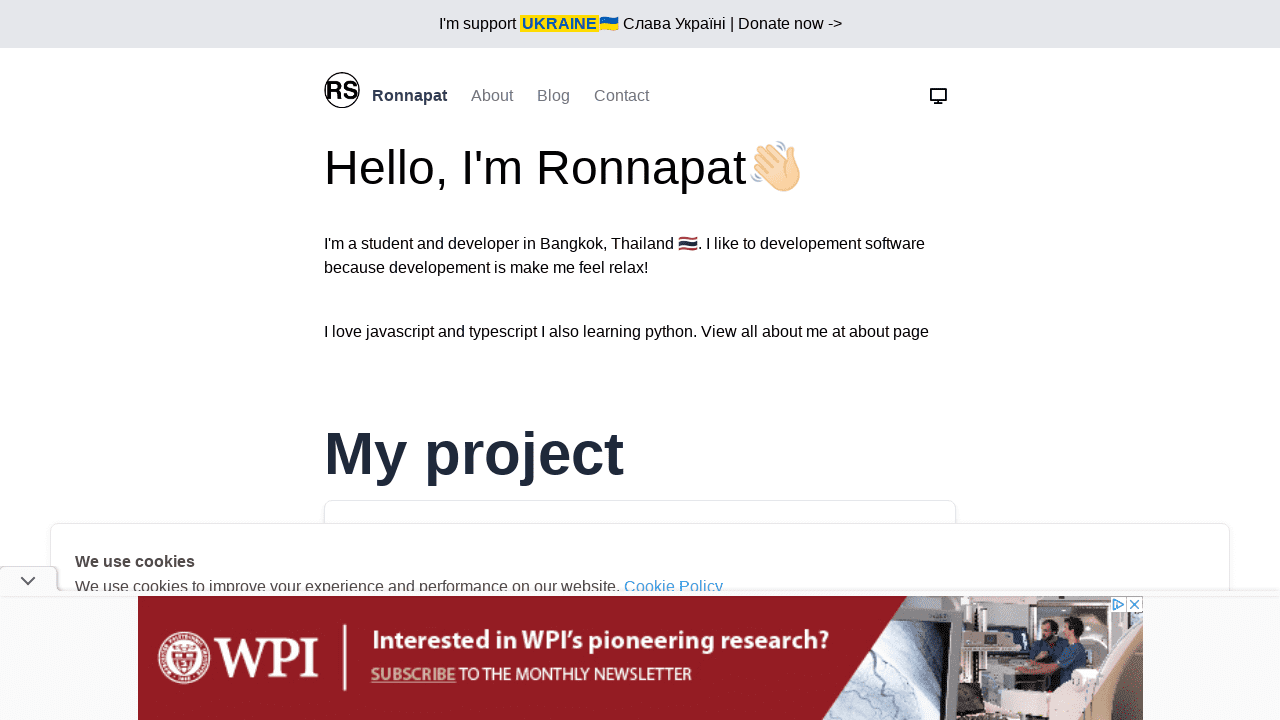 I'm support UKRAINE🇺🇦 Слава Україні | Donate now ->
RS Ronnapat About Blog Contact
Hello, I'm Ronnapat👋🏻
I'm a student and developer in Bangkok, Thailand 🇹🇭. I like to developement software
because developement is make me feel relax!
I love javascript and typescript I also learning python. View all about me at about page
My project
We use cookies
We use cookies to improve your experience and performance on our website. Cookie Policy
WPI
Interested in WPI's pioneering research?
SUBSCRIBE TO THE MONTHLY NEWSLETTER